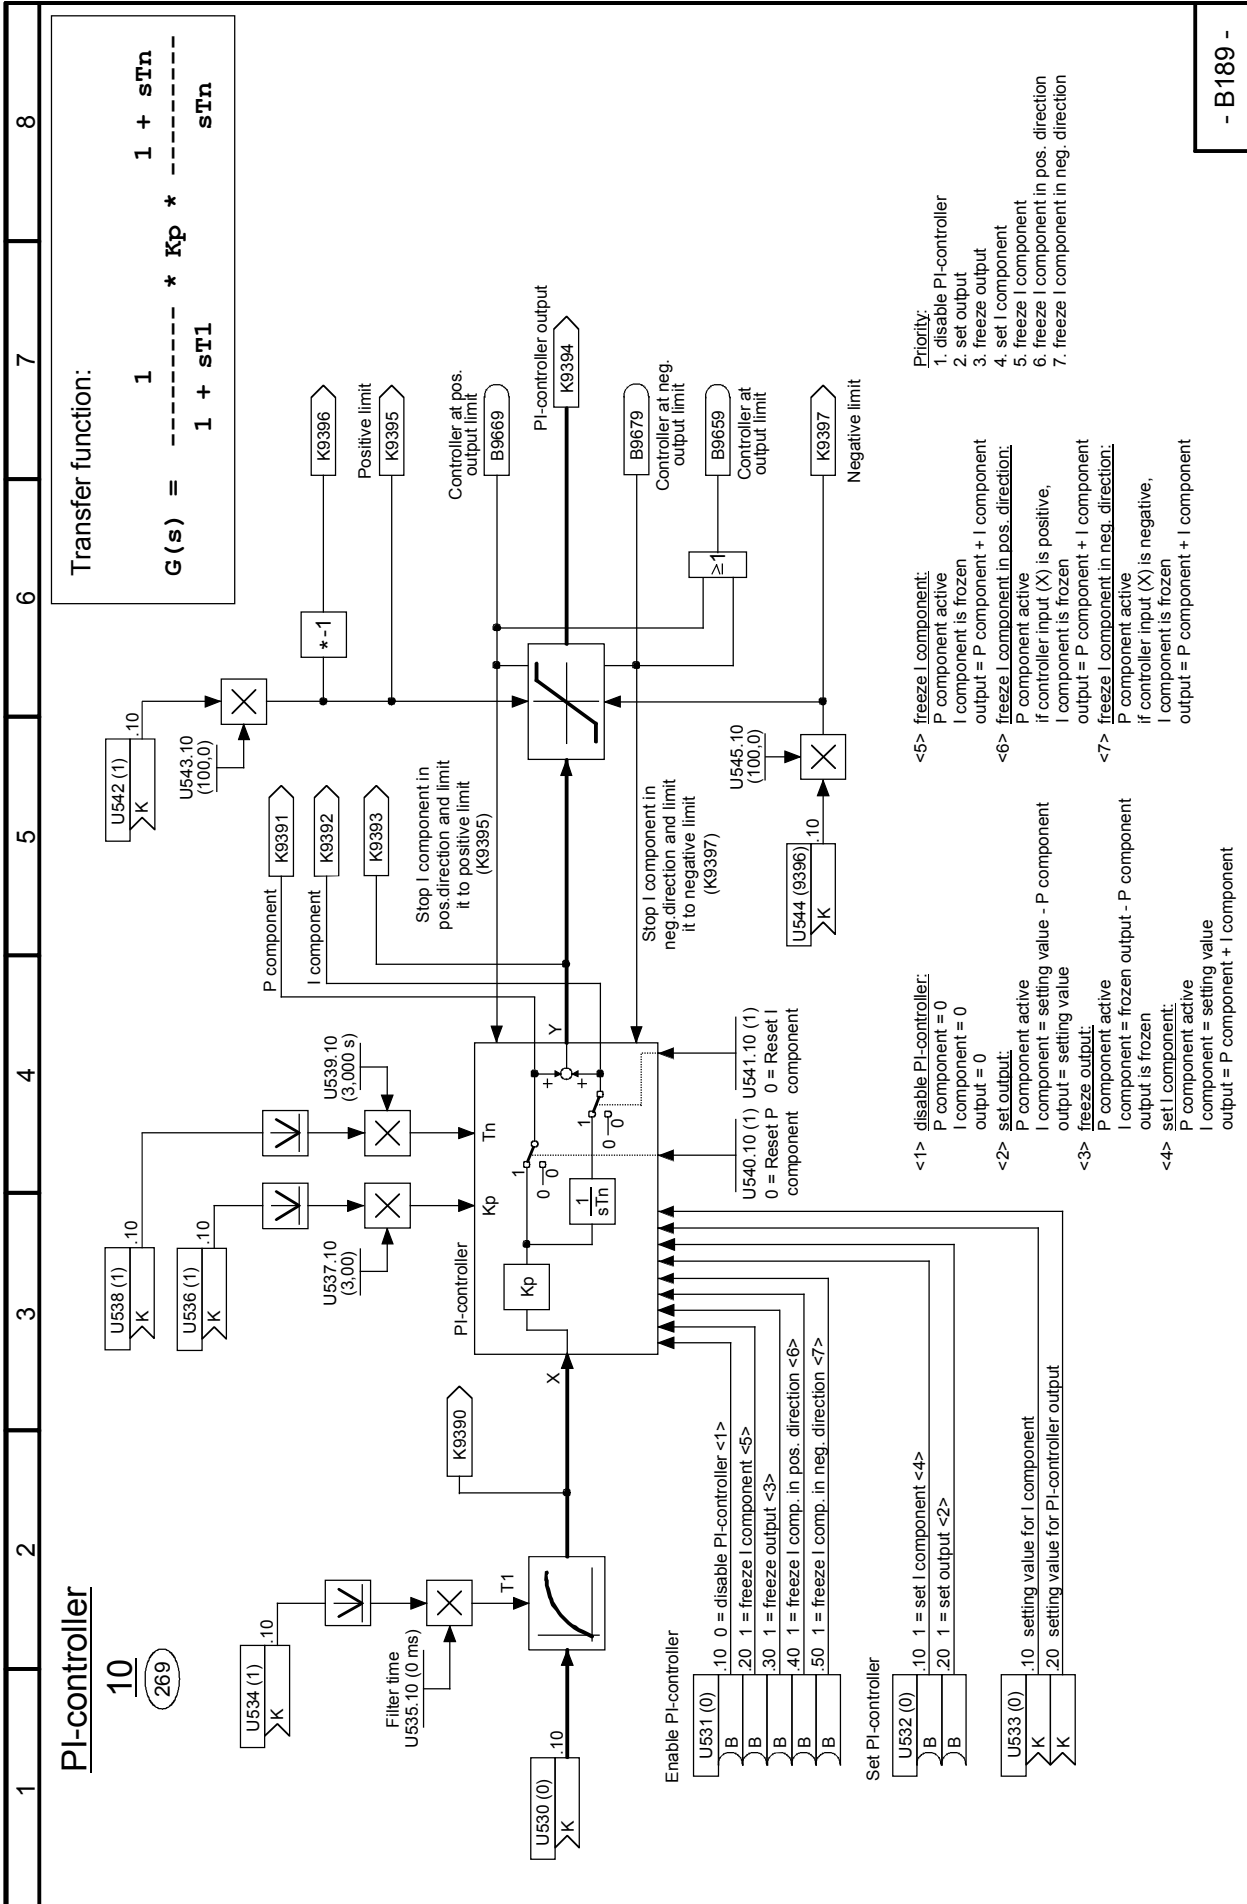 1 2 3 4 5 6 7 8
PI-controller
10
269
Transfer function:
1 1 + sTn
G(s) = ------- * Kp * ---------
1 + sT1 sTn
U534 (1)
K
.10
Filter time
U535.10 (0 ms)
T1
U530 (0)
K
.10
K9390
X
U538 (1)
K
.10
U536 (1)
K
.10
U537.10
(3,00)
U539.10
(3,000 s)
PI-controller
Kp
Tn
Kp
1
sTn
1
0
0
1
0
0
+
+
Y
P component
K9391
I component
K9392
K9393
U542 (1)
K
.10
U543.10
(100,0)
*-1
K9396
Positive limit
K9395
Stop I component in
pos.direction and limit
it to positive limit
(K9395)
Controller at pos.
output limit
B9669
PI-controller output
K9394
Stop I component in
neg.direction and limit
it to negative limit
(K9397)
B9679
Controller at neg.
output limit
≥1
B9659
Controller at
output limit
U545.10
(100,0)
U544 (9396)
K
.10
K9397
Negative limit
U540.10 (1)
0 = Reset P
component
U541.10 (1)
0 = Reset I
component
Enable PI-controller
U531 (0)
B .10 0 = disable PI-controller <1>
B .20 1 = freeze I component <5>
B .30 1 = freeze output <3>
B .40 1 = freeze I comp. in pos. direction <6>
B .50 1 = freeze I comp. in neg. direction <7>
Set PI-controller
U532 (0)
B .10 1 = set I component <4>
B .20 1 = set output <2>
U533 (0)
K .10 setting value for I component
K .20 setting value for PI-controller output
<1> disable PI-controller:
P component = 0
I component = 0
output = 0
<2> set output:
P component active
I component = setting value - P component
output = setting value
<3> freeze output:
P component active
I component = frozen output - P component
output is frozen
<4> set I component:
P component active
I component = setting value
output = P component + I component
<5> freeze I component:
P component active
I component is frozen
output = P component + I component
<6> freeze I component in pos. direction:
P component active
if controller input (X) is positive,
I component is frozen
output = P component + I component
<7> freeze I component in neg. direction:
P component active
if controller input (X) is negative,
I component is frozen
output = P component + I component
Priority:
1. disable PI-controller
2. set output
3. freeze output
4. set I component
5. freeze I component
6. freeze I component in pos. direction
7. freeze I component in neg. direction
- B189 -